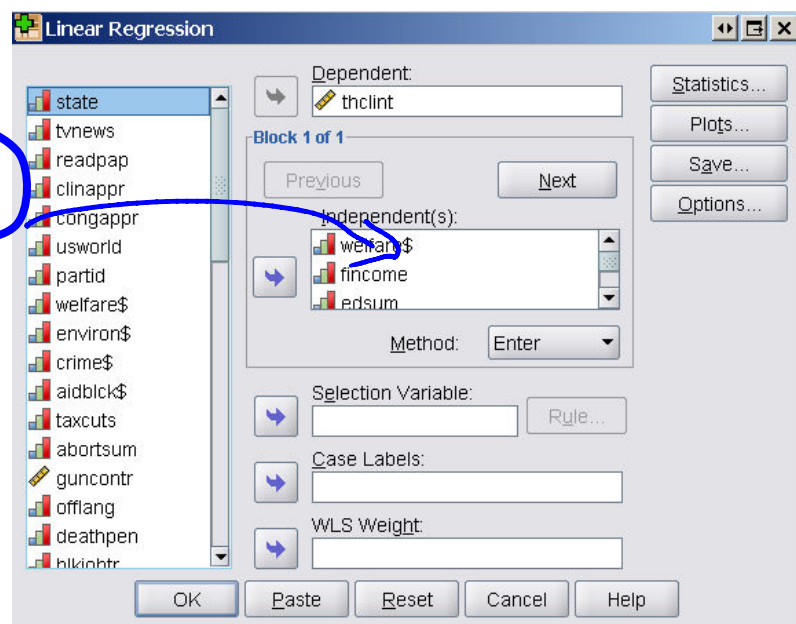 Linear Regression
state
tvnews
readpap
clinappr
congappr
usworld
partid
welfare$
environ$
crime$
aidblck$
taxcuts
abortsum
guncontr
offlang
deathpen
blkjobtr
Dependent:
thclint
Block 1 of 1
Previous
Next
Independent(s):
welfare$
fincome
edsum
Method:
Enter
Selection Variable:
Rule...
Case Labels:
WLS Weight:
Statistics...
Plots...
Save...
Options...
OK
Paste
Reset
Cancel
Help